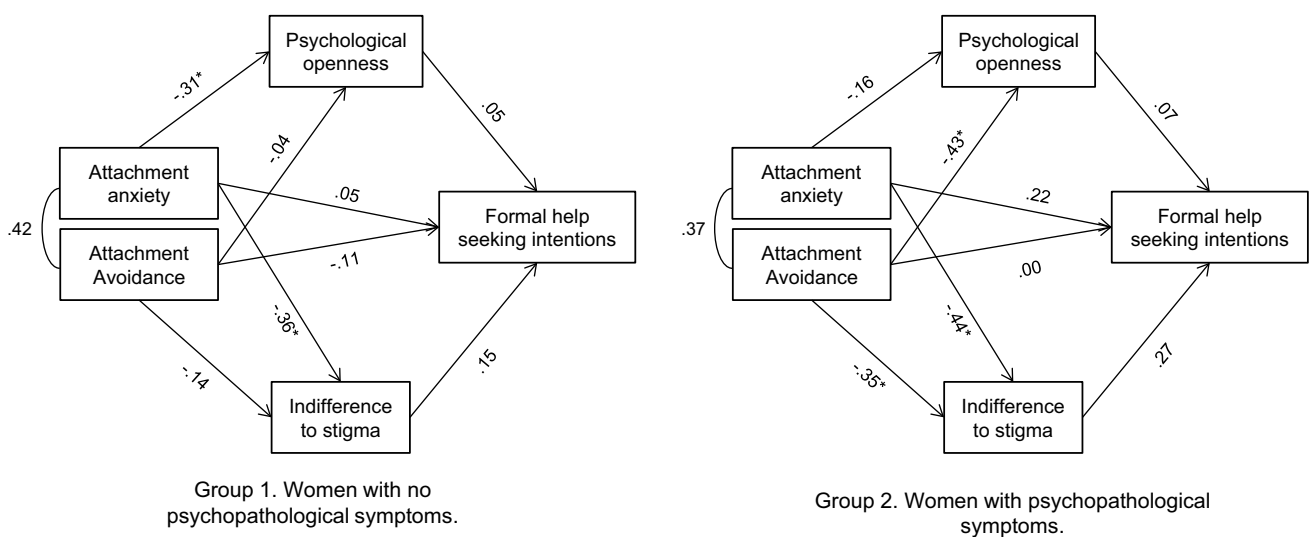 Psychological
openness
-.31*
-.04
.05
Attachment
anxiety
.42
Attachment
Avoidance
.05
-.11
Formal help
seeking intentions
-.36*
-.14
.15
Indifference
to stigma
Group 1. Women with no
psychopathological symptoms.
Psychological
openness
-.16
-.43*
.07
Attachment
anxiety
.37
Attachment
Avoidance
.22
.00
Formal help
seeking intentions
-.44*
-.35*
.27
Indifference
to stigma
Group 2. Women with psychopathological
symptoms.